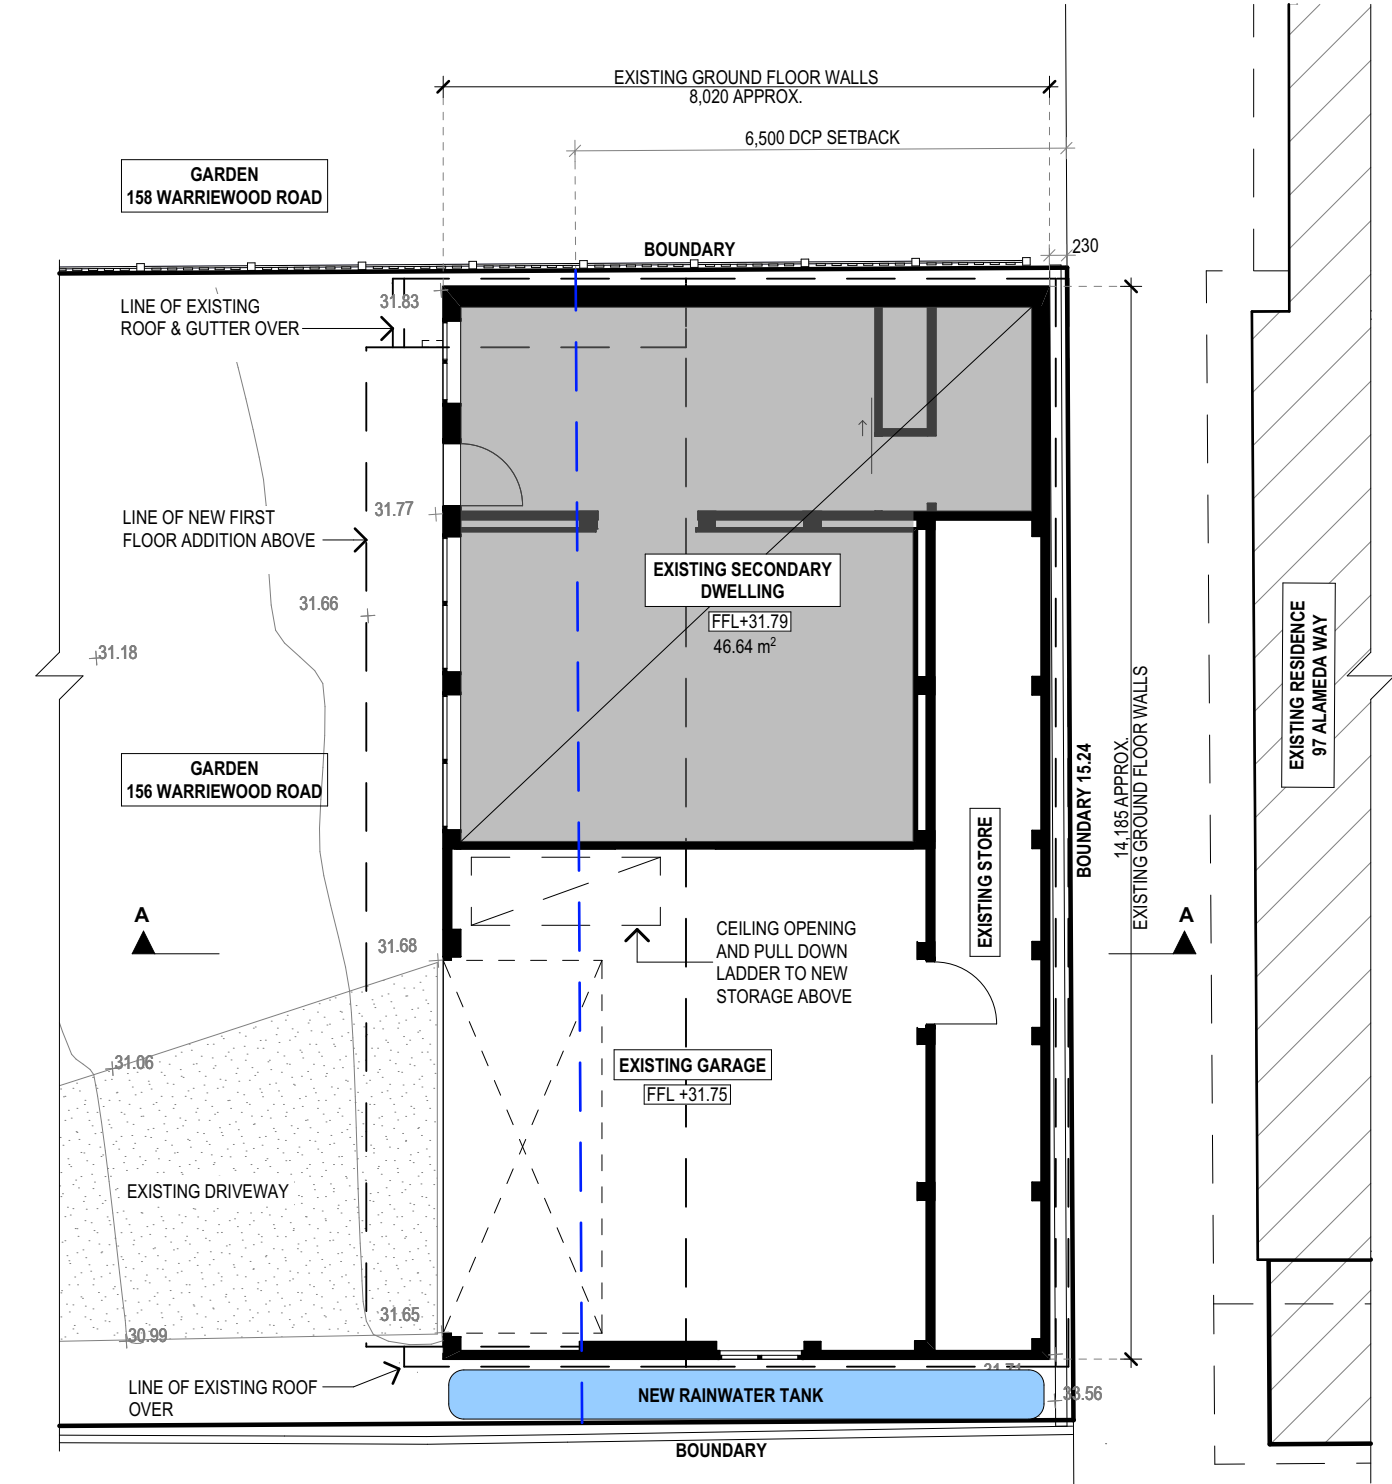 EXISTING GROUND FLOOR WALLS
8,020 APPROX.
6,500 DCP SETBACK
GARDEN
158 WARRIEWOOD ROAD
BOUNDARY
230
LINE OF EXISTING
ROOF & GUTTER OVER
31.83
31.77
LINE OF NEW FIRST
FLOOR ADDITION ABOVE
EXISTING SECONDARY
DWELLING
FFL+31.79
46.64 m²
31.66
31.18
EXISTING RESIDENCE
97 ALAMEDA WAY
GARDEN
156 WARRIEWOOD ROAD
BOUNDARY 15.24
14,185 APPROX.
EXISTING GROUND FLOOR WALLS
EXISTING STORE
A
A
31.68
CEILING OPENING
AND PULL DOWN
LADDER TO NEW
STORAGE ABOVE
31.06
EXISTING GARAGE
FFL +31.75
EXISTING DRIVEWAY
31.65
30.99
31.71
LINE OF EXISTING ROOF
OVER
NEW RAINWATER TANK
33.56
BOUNDARY